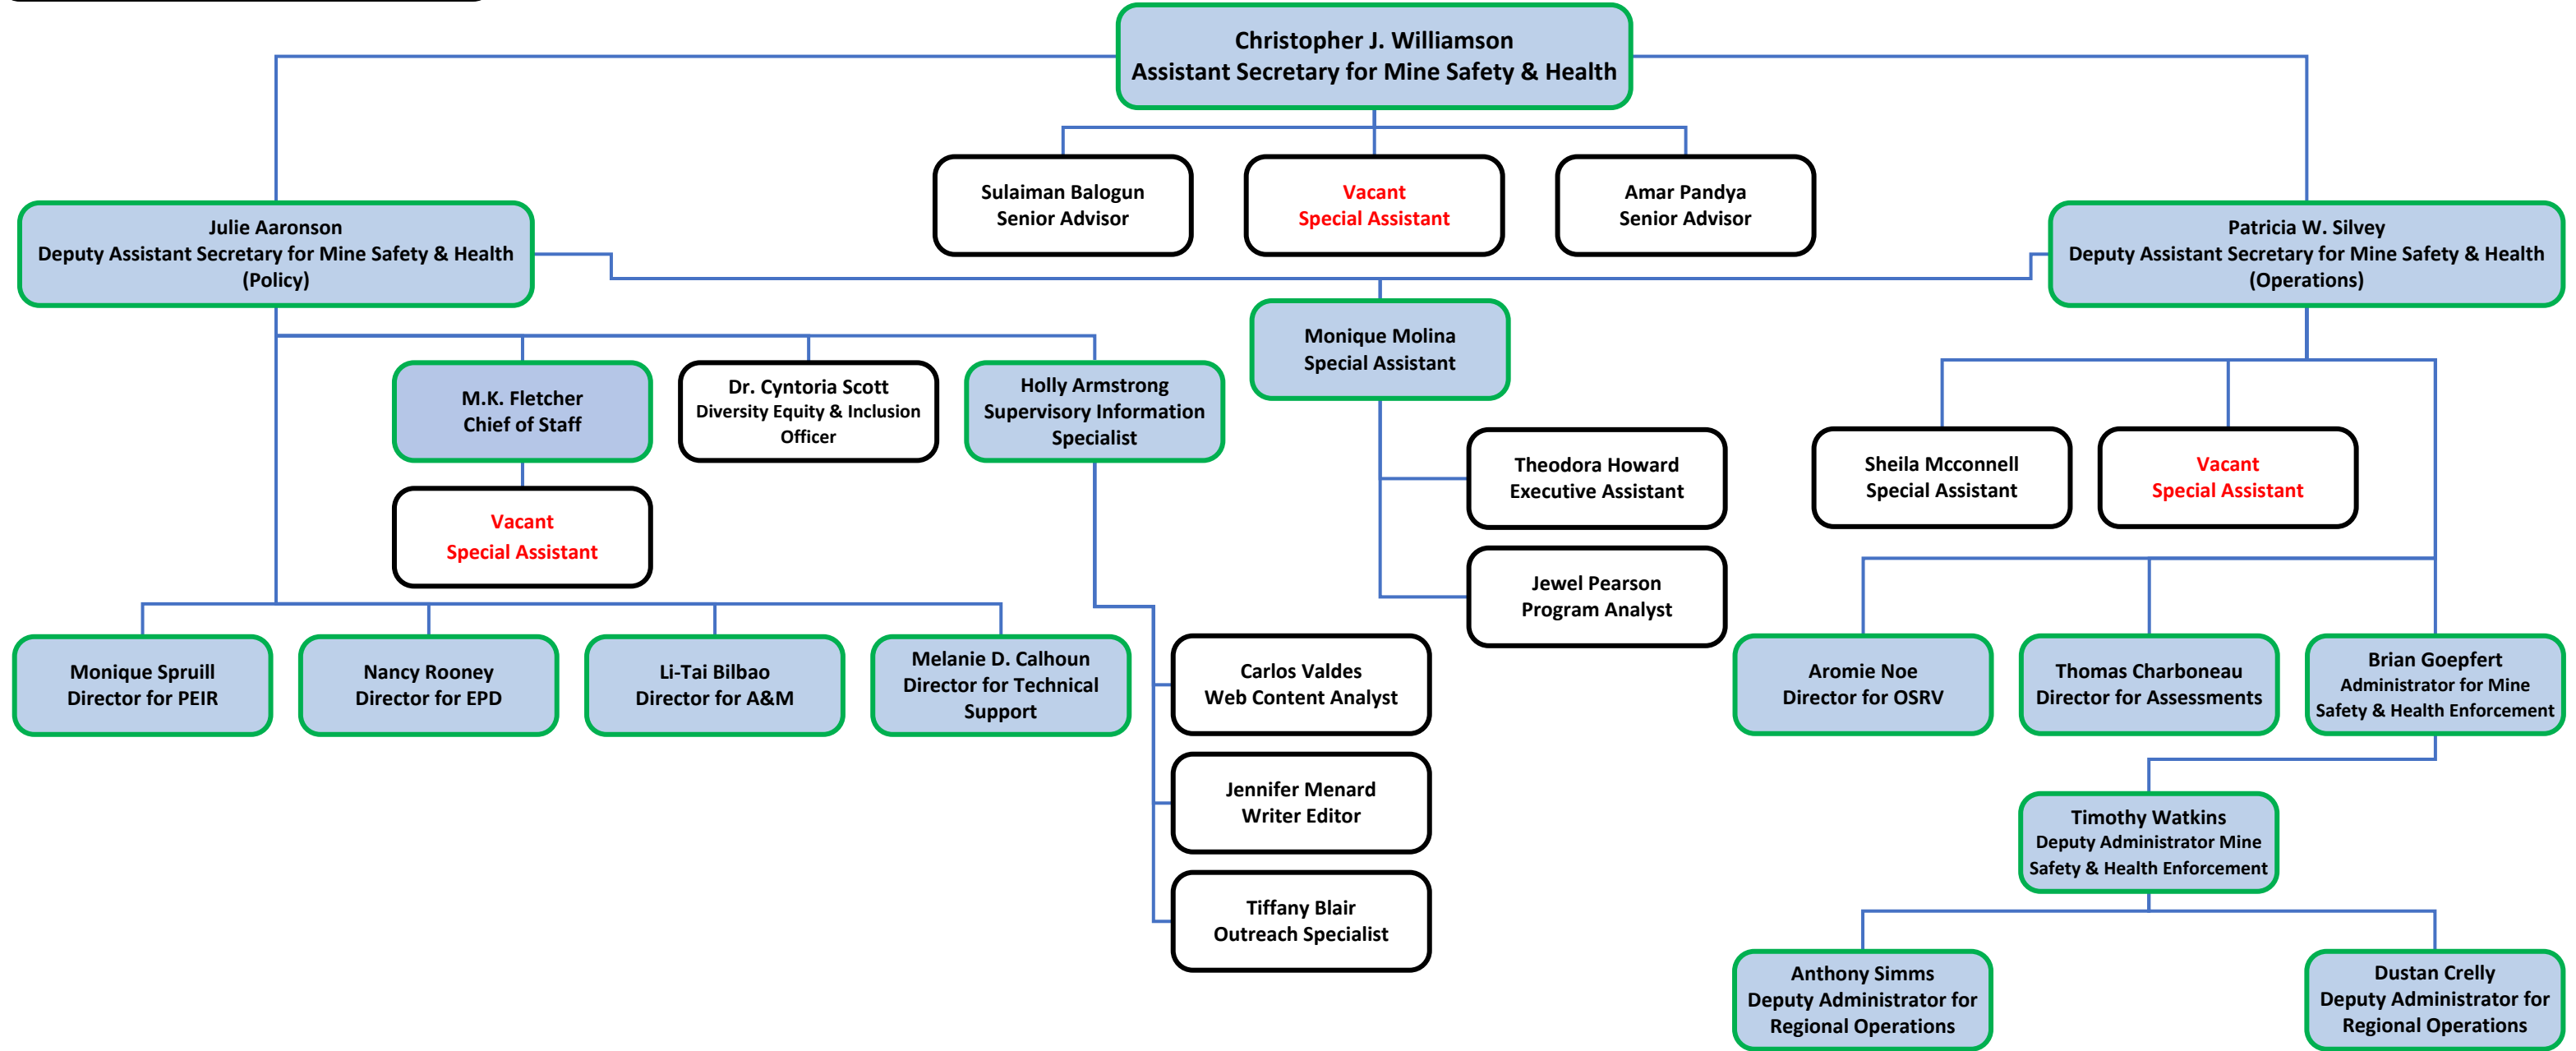 Christopher J. Williamson
Assistant Secretary for Mine Safety & Health
Sulaiman Balogun
Senior Advisor
Vacant
Special Assistant
Amar Pandya
Senior Advisor
Julie Aaronson
Deputy Assistant Secretary for Mine Safety & Health
(Policy)
Patricia W. Silvey
Deputy Assistant Secretary for Mine Safety & Health
(Operations)
Monique Molina
Special Assistant
M.K. Fletcher
Chief of Staff
Dr. Cyntoria Scott
Diversity Equity & Inclusion
Officer
Holly Armstrong
Supervisory Information
Specialist
Vacant
Special Assistant
Theodora Howard
Executive Assistant
Jewel Pearson
Program Analyst
Sheila Mcconnell
Special Assistant
Vacant
Special Assistant
Monique Spruill
Director for PEIR
Nancy Rooney
Director for EPD
Li-Tai Bilbao
Director for A&M
Melanie D. Calhoun
Director for Technical
Support
Carlos Valdes
Web Content Analyst
Jennifer Menard
Writer Editor
Tiffany Blair
Outreach Specialist
Aromie Noe
Director for OSRV
Thomas Charboneau
Director for Assessments
Brian Goepfert
Administrator for Mine
Safety & Health Enforcement
Timothy Watkins
Deputy Administrator Mine
Safety & Health Enforcement
Anthony Simms
Deputy Administrator for
Regional Operations
Dustan Crelly
Deputy Administrator for
Regional Operations